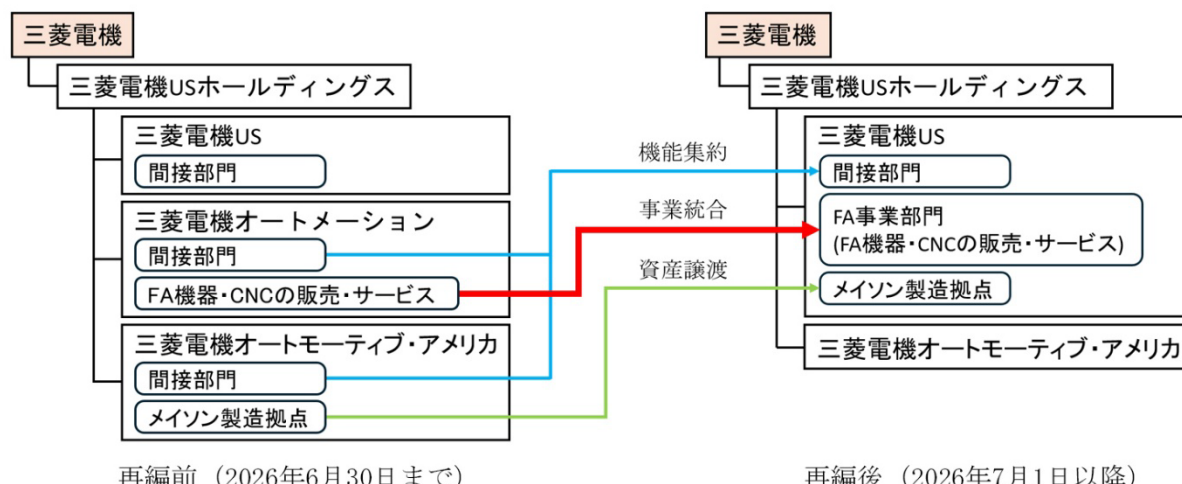 三菱電機
三菱電機USホールディングス
三菱電機US
間接部門
三菱電機オートメーション
間接部門
FA機器・CNCの販売・サービス
三菱電機オートモーティブ・アメリカ
間接部門
メイソン製造拠点
再編前（2026年6月30日まで）
機能集約
事業統合
資産譲渡
三菱電機
三菱電機USホールディングス
三菱電機US
間接部門
FA事業部門
(FA機器・CNCの販売・サービス)
メイソン製造拠点
三菱電機オートモーティブ・アメリカ
再編後（2026年7月1日以降）